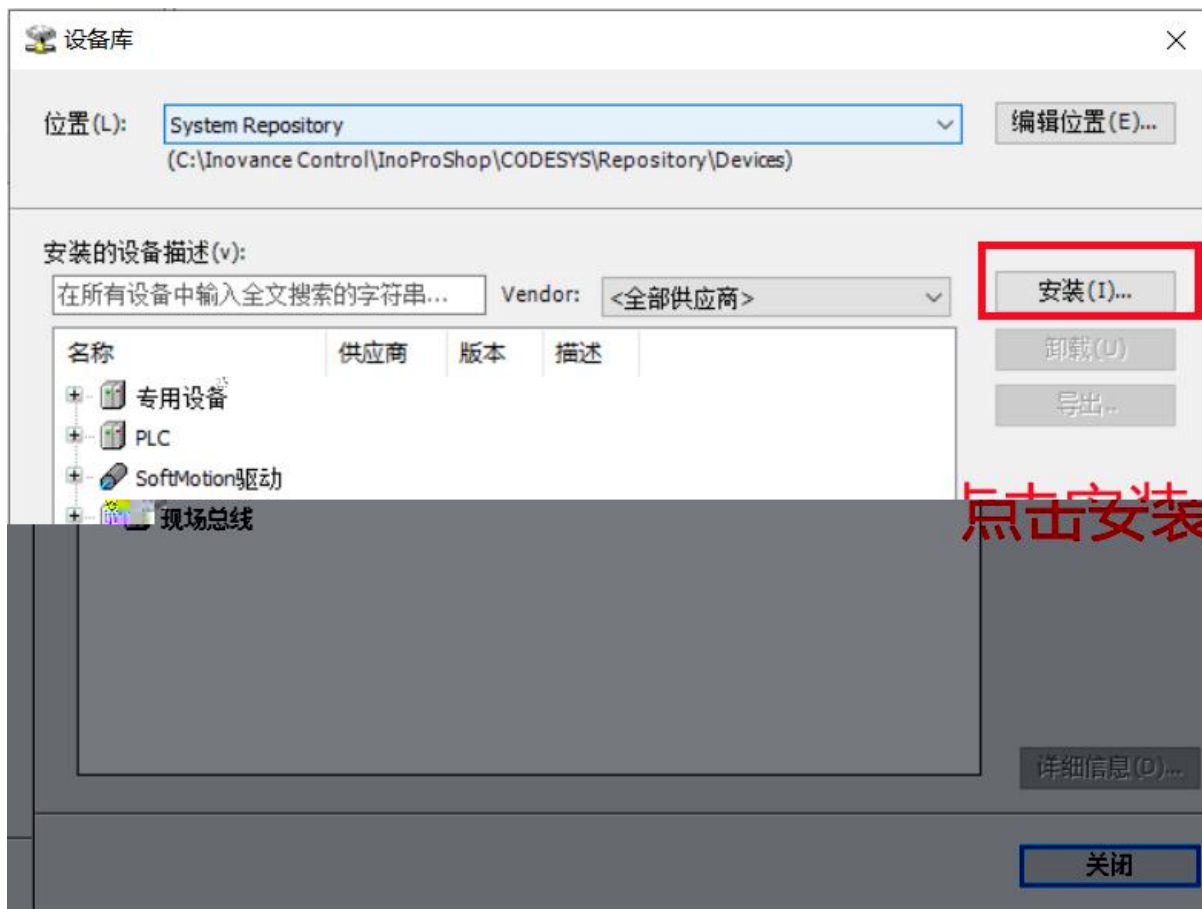 设备库
位置(L):
System Repository
编辑位置(E)...
(C:\Inovance Control\InoProShop\CODESYS\Repository\Devices)
安装的设备描述(v):
在所有设备中输入全文搜索的字符串...
Vendor:
<全部供应商>
安装(I)...
名称 供应商 版本 描述
卸载(U)
专用设备
导出..
PLC
SoftMotion驱动
现场总线
点击安装
详细信息(D)...
关闭